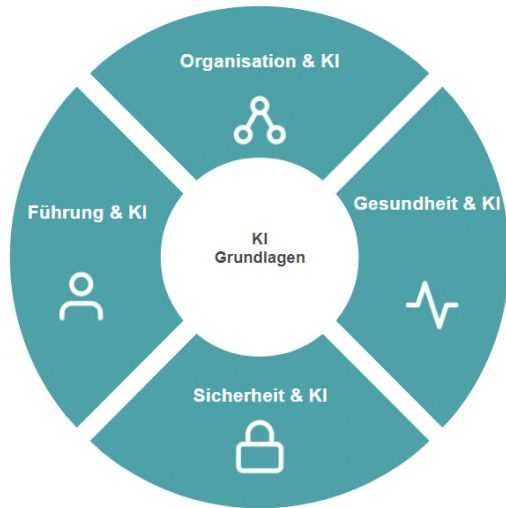 Organisation & KI
Führung & KI
Gesundheit & KI
KI
Grundlagen
Sicherheit & KI